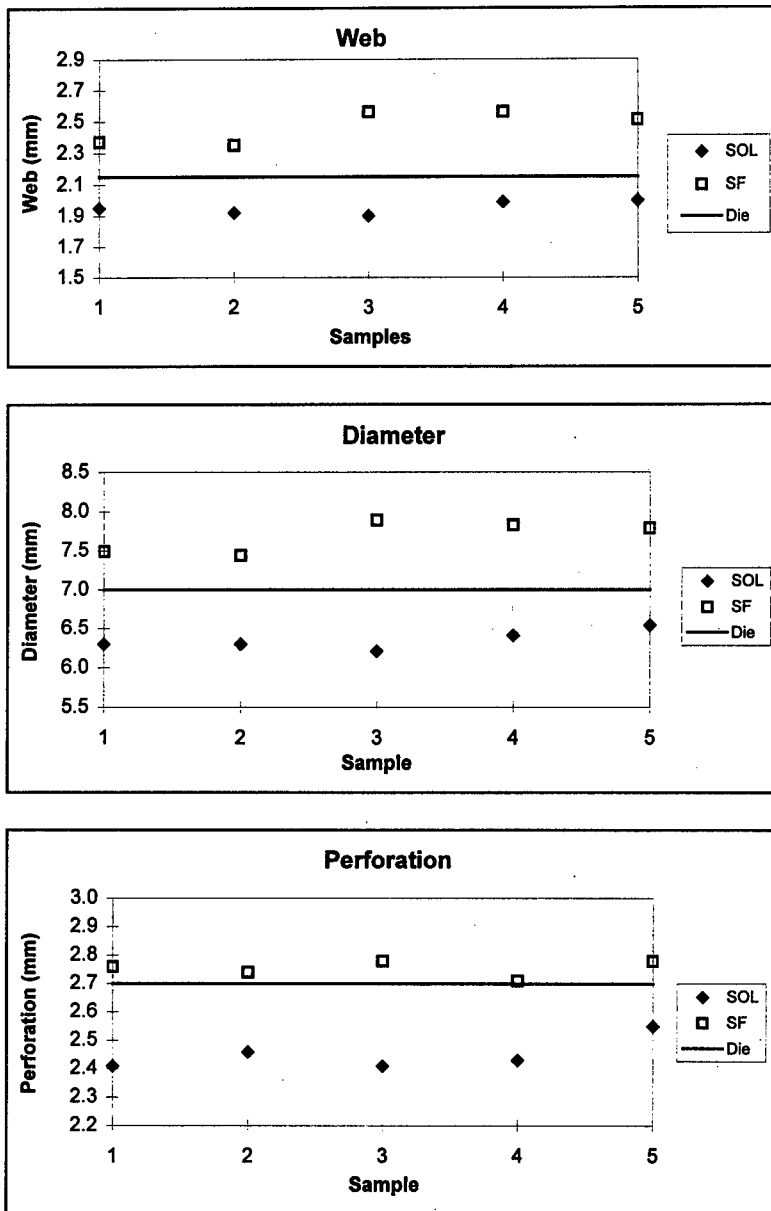 Web
2.9
2.7
2.5
2.3
2.1
1.9
1.7
1.5
Web (mm)
1 2 3 4 5
Samples
SOL
SF
Die
Diameter
8.5
8.0
7.5
7.0
6.5
6.0
5.5
Diameter (mm)
1 2 3 4 5
Sample
SOL
SF
Die
Perforation
3.0
2.9
2.8
2.7
2.6
2.5
2.4
2.3
2.2
Perforation (mm)
1 2 3 4 5
Sample
SOL
SF
Die